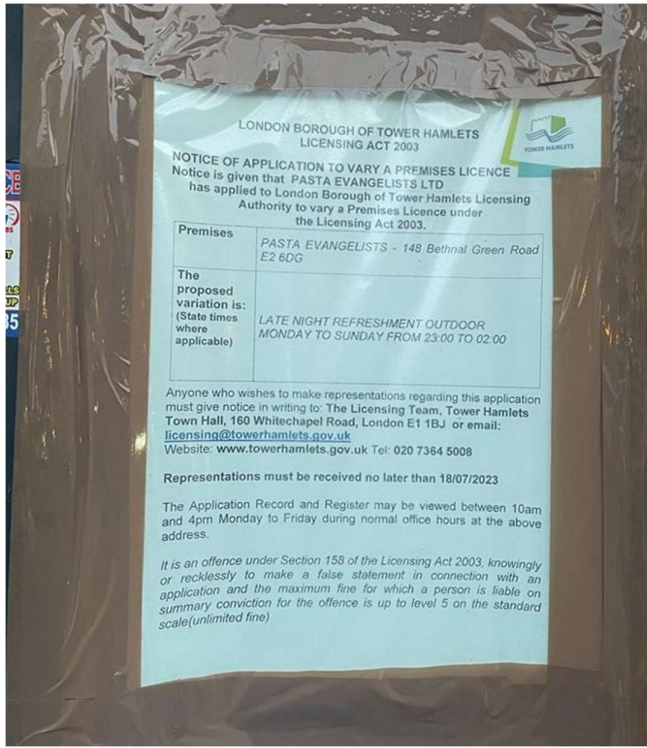 LONDON BOROUGH OF TOWER HAMLETS
LICENSING ACT 2003
TOWER HAMLETS
NOTICE OF APPLICATION TO VARY A PREMISES LICENCE
Notice is given that PASTA EVANGELISTS LTD
has applied to London Borough of Tower Hamlets Licensing
Authority to vary a Premises Licence under
the Licensing Act 2003.
Premises
PASTA EVANGELISTS - 148 Bethnal Green Road
E2 6DG
The
proposed
variation is:
(State times
where
applicable)
LATE NIGHT REFRESHMENT OUTDOOR
MONDAY TO SUNDAY FROM 23:00 TO 02:00
Anyone who wishes to make representations regarding this application
must give notice in writing to: The Licensing Team, Tower Hamlets
Town Hall, 160 Whitechapel Road, London E1 1BJ or email:
licensing@towerhamlets.gov.uk
Website: www.towerhamlets.gov.uk Tel: 020 7364 5008
Representations must be received no later than 18/07/2023
The Application Record and Register may be viewed between 10am
and 4pm Monday to Friday during normal office hours at the above
address.
It is an offence under Section 158 of the Licensing Act 2003, knowingly
or recklessly to make a false statement in connection with an
application and the maximum fine for which a person is liable on
summary conviction for the offence is up to level 5 on the standard
scale(unlimited fine)
CE
T
LS
UP
35